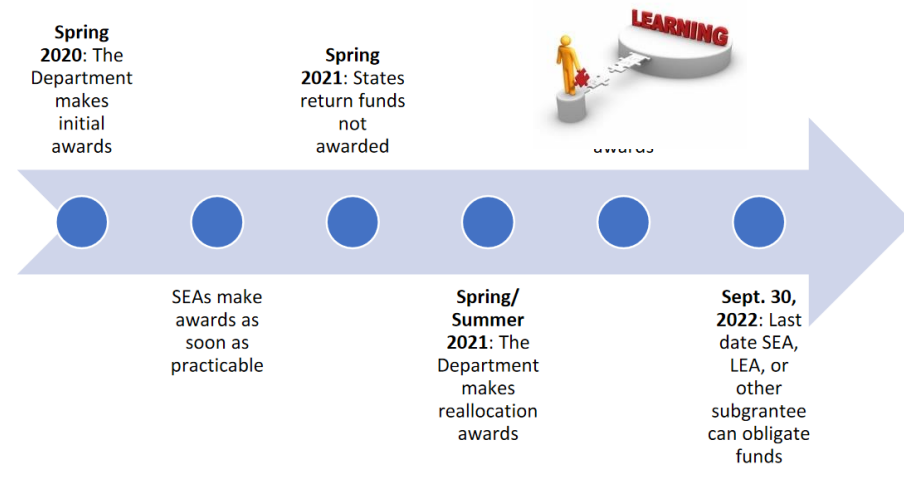 Spring
2020: The
Department
makes
initial
awards
SEAs make
awards as
soon as
practicable
Spring
2021: States
return funds
not
awarded
Spring/
Summer
2021: The
Department
makes
reallocation
awards
LEARNING
awards
Sept. 30,
2022: Last
date SEA,
LEA, or
other
subgrantee
can obligate
funds